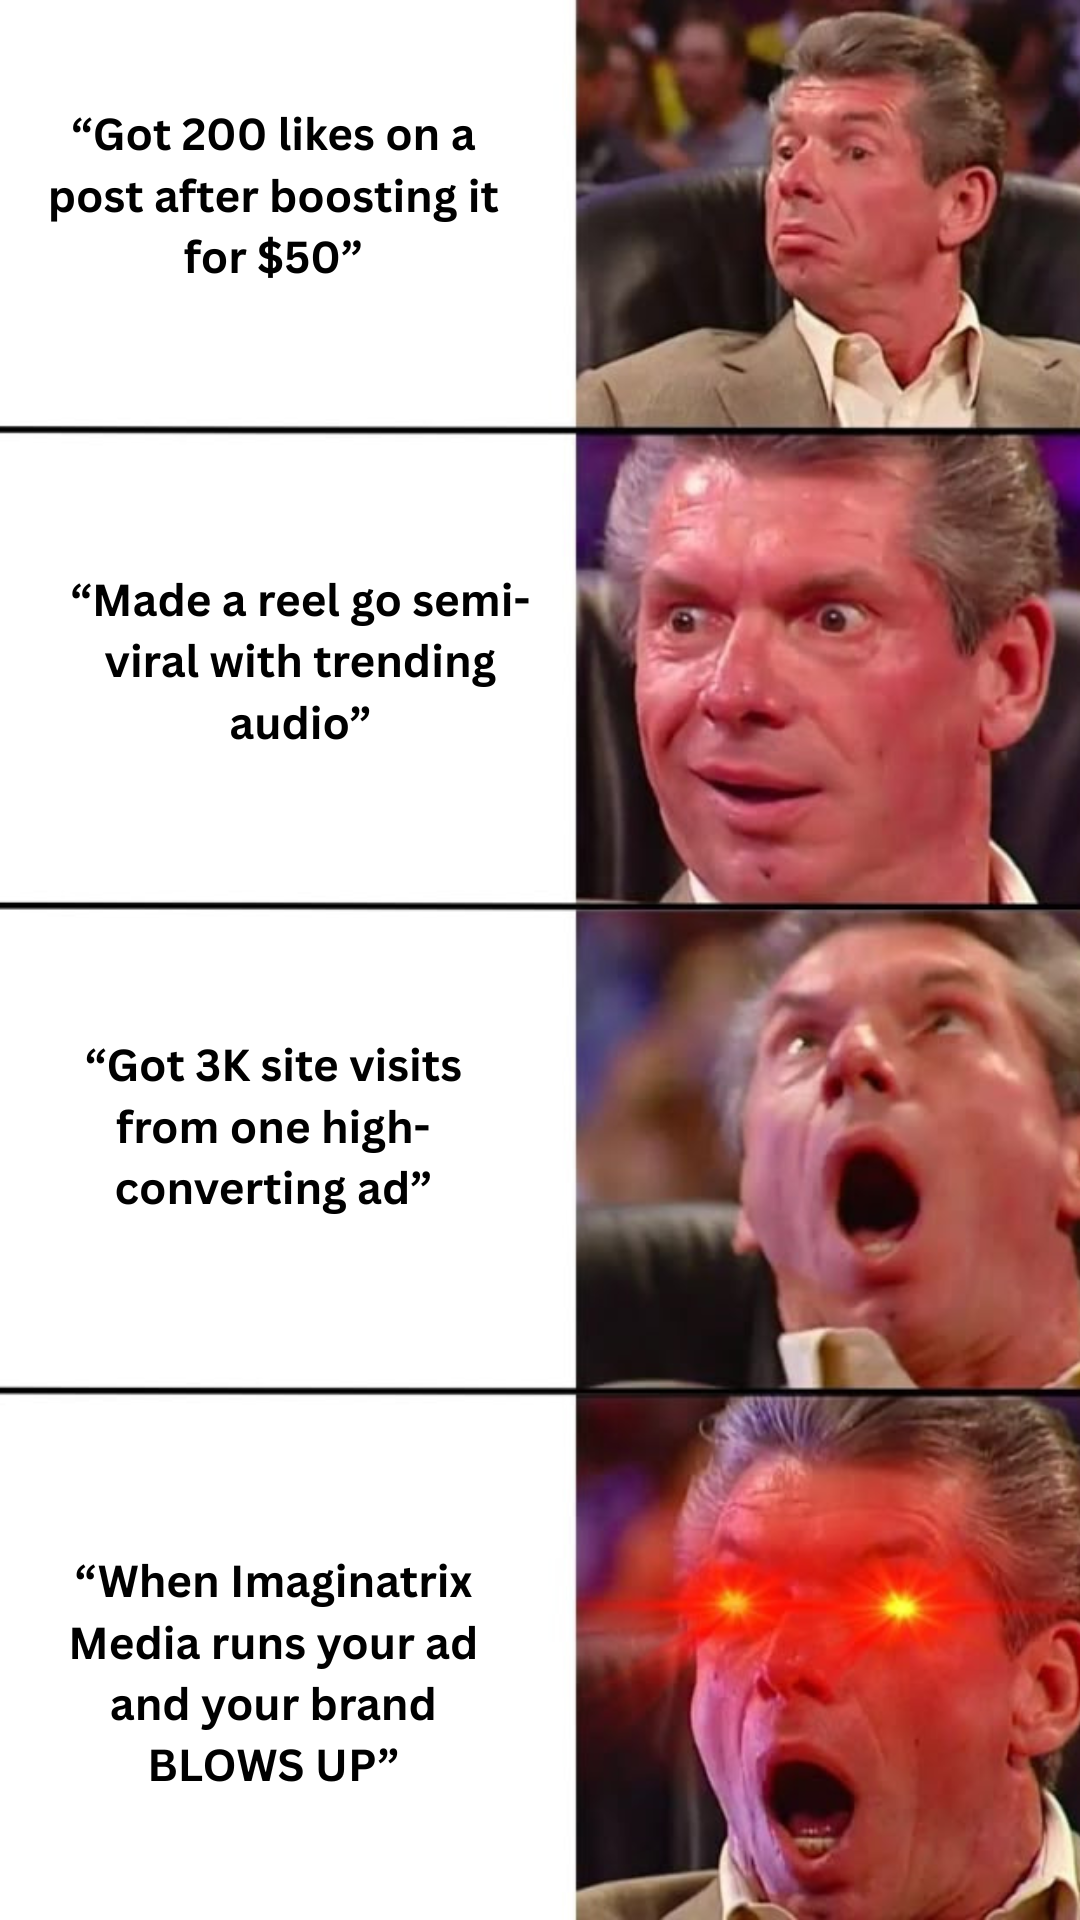 “Got 200 likes on a
post after boosting it
for $50”
“Made a reel go semi-
viral with trending
audio”
“Got 3K site visits
from one high-
converting ad”
“When Imaginatrix
Media runs your ad
and your brand
BLOWS UP”